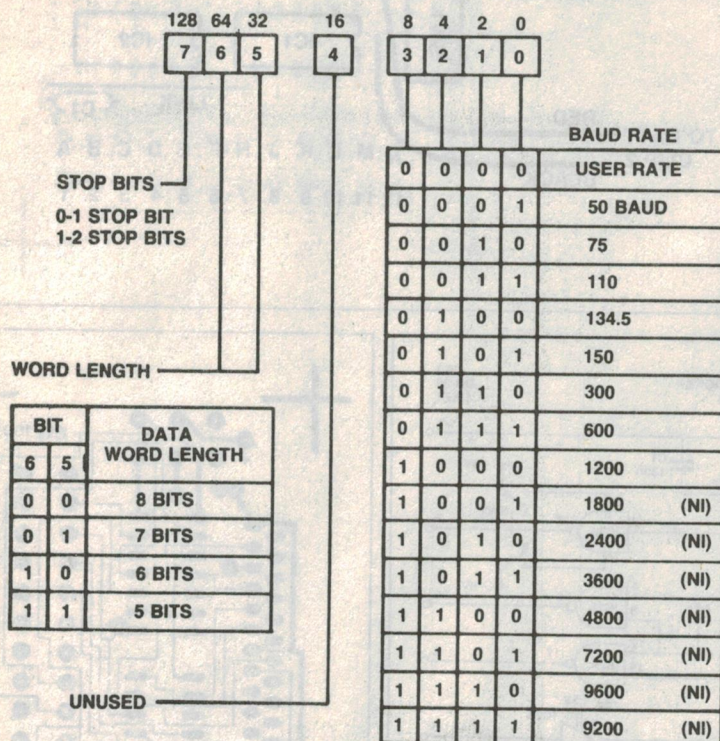 128 64 32 16 8 4 2 0
7 6 5 4 3 2 1 0
BAUD RATE
0 0 0 0 USER RATE
0 0 0 1 50 BAUD
0 0 1 0 75
0 0 1 1 110
0 1 0 0 134.5
0 1 0 1 150
0 1 1 0 300
0 1 1 1 600
1 0 0 0 1200
1 0 0 1 1800 (NI)
1 0 1 0 2400 (NI)
1 0 1 1 3600 (NI)
1 1 0 0 4800 (NI)
1 1 0 1 7200 (NI)
1 1 1 0 9600 (NI)
1 1 1 1 9200 (NI)
STOP BITS
0-1 STOP BIT
1-2 STOP BITS
WORD LENGTH
BIT
DATA
WORD LENGTH
6 5
0 0 8 BITS
0 1 7 BITS
1 0 6 BITS
1 1 5 BITS
UNUSED